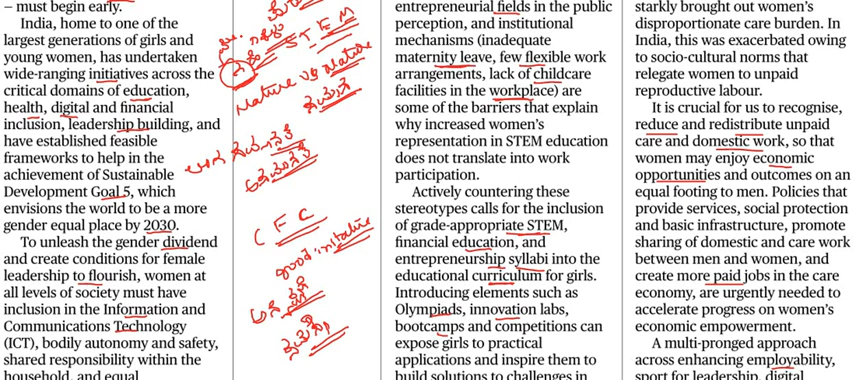 – must begin early.
India, home to one of the
largest generations of girls and
young women, has undertaken
wide-ranging initiatives across the
critical domains of education,
health, digital and financial
inclusion, leadership building, and
have established feasible
frameworks to help in the
achievement of Sustainable
Development Goal 5, which
envisions the world to be a more
gender equal place by 2030.
To unleash the gender dividend
and create conditions for female
leadership to flourish, women at
all levels of society must have
inclusion in the Information and
Communications Technology
(ICT), bodily autonomy and safety,
shared responsibility within the
household, and equal
STEM
Nature vs Nature
CFC
good initiative
entrepreneurial fields in the public
perception, and institutional
mechanisms (inadequate
maternity leave, few flexible work
arrangements, lack of childcare
facilities in the workplace) are
some of the barriers that explain
why increased women's
representation in STEM education
does not translate into work
participation.
Actively countering these
stereotypes calls for the inclusion
of grade-appropriate STEM,
financial education, and
entrepreneurship syllabi into the
educational curriculum for girls.
Introducing elements such as
Olympiads, innovation labs,
bootcamps and competitions can
expose girls to practical
applications and inspire them to
build solutions to challenges in
starkly brought out women's
disproportionate care burden. In
India, this was exacerbated owing
to socio-cultural norms that
relegate women to unpaid
reproductive labour.
It is crucial for us to recognise,
reduce and redistribute unpaid
care and domestic work, so that
women may enjoy economic
opportunities and outcomes on an
equal footing to men. Policies that
provide services, social protection
and basic infrastructure, promote
sharing of domestic and care work
between men and women, and
create more paid jobs in the care
economy, are urgently needed to
accelerate progress on women's
economic empowerment.
A multi-pronged approach
across enhancing employability,
sport for leadership, digital